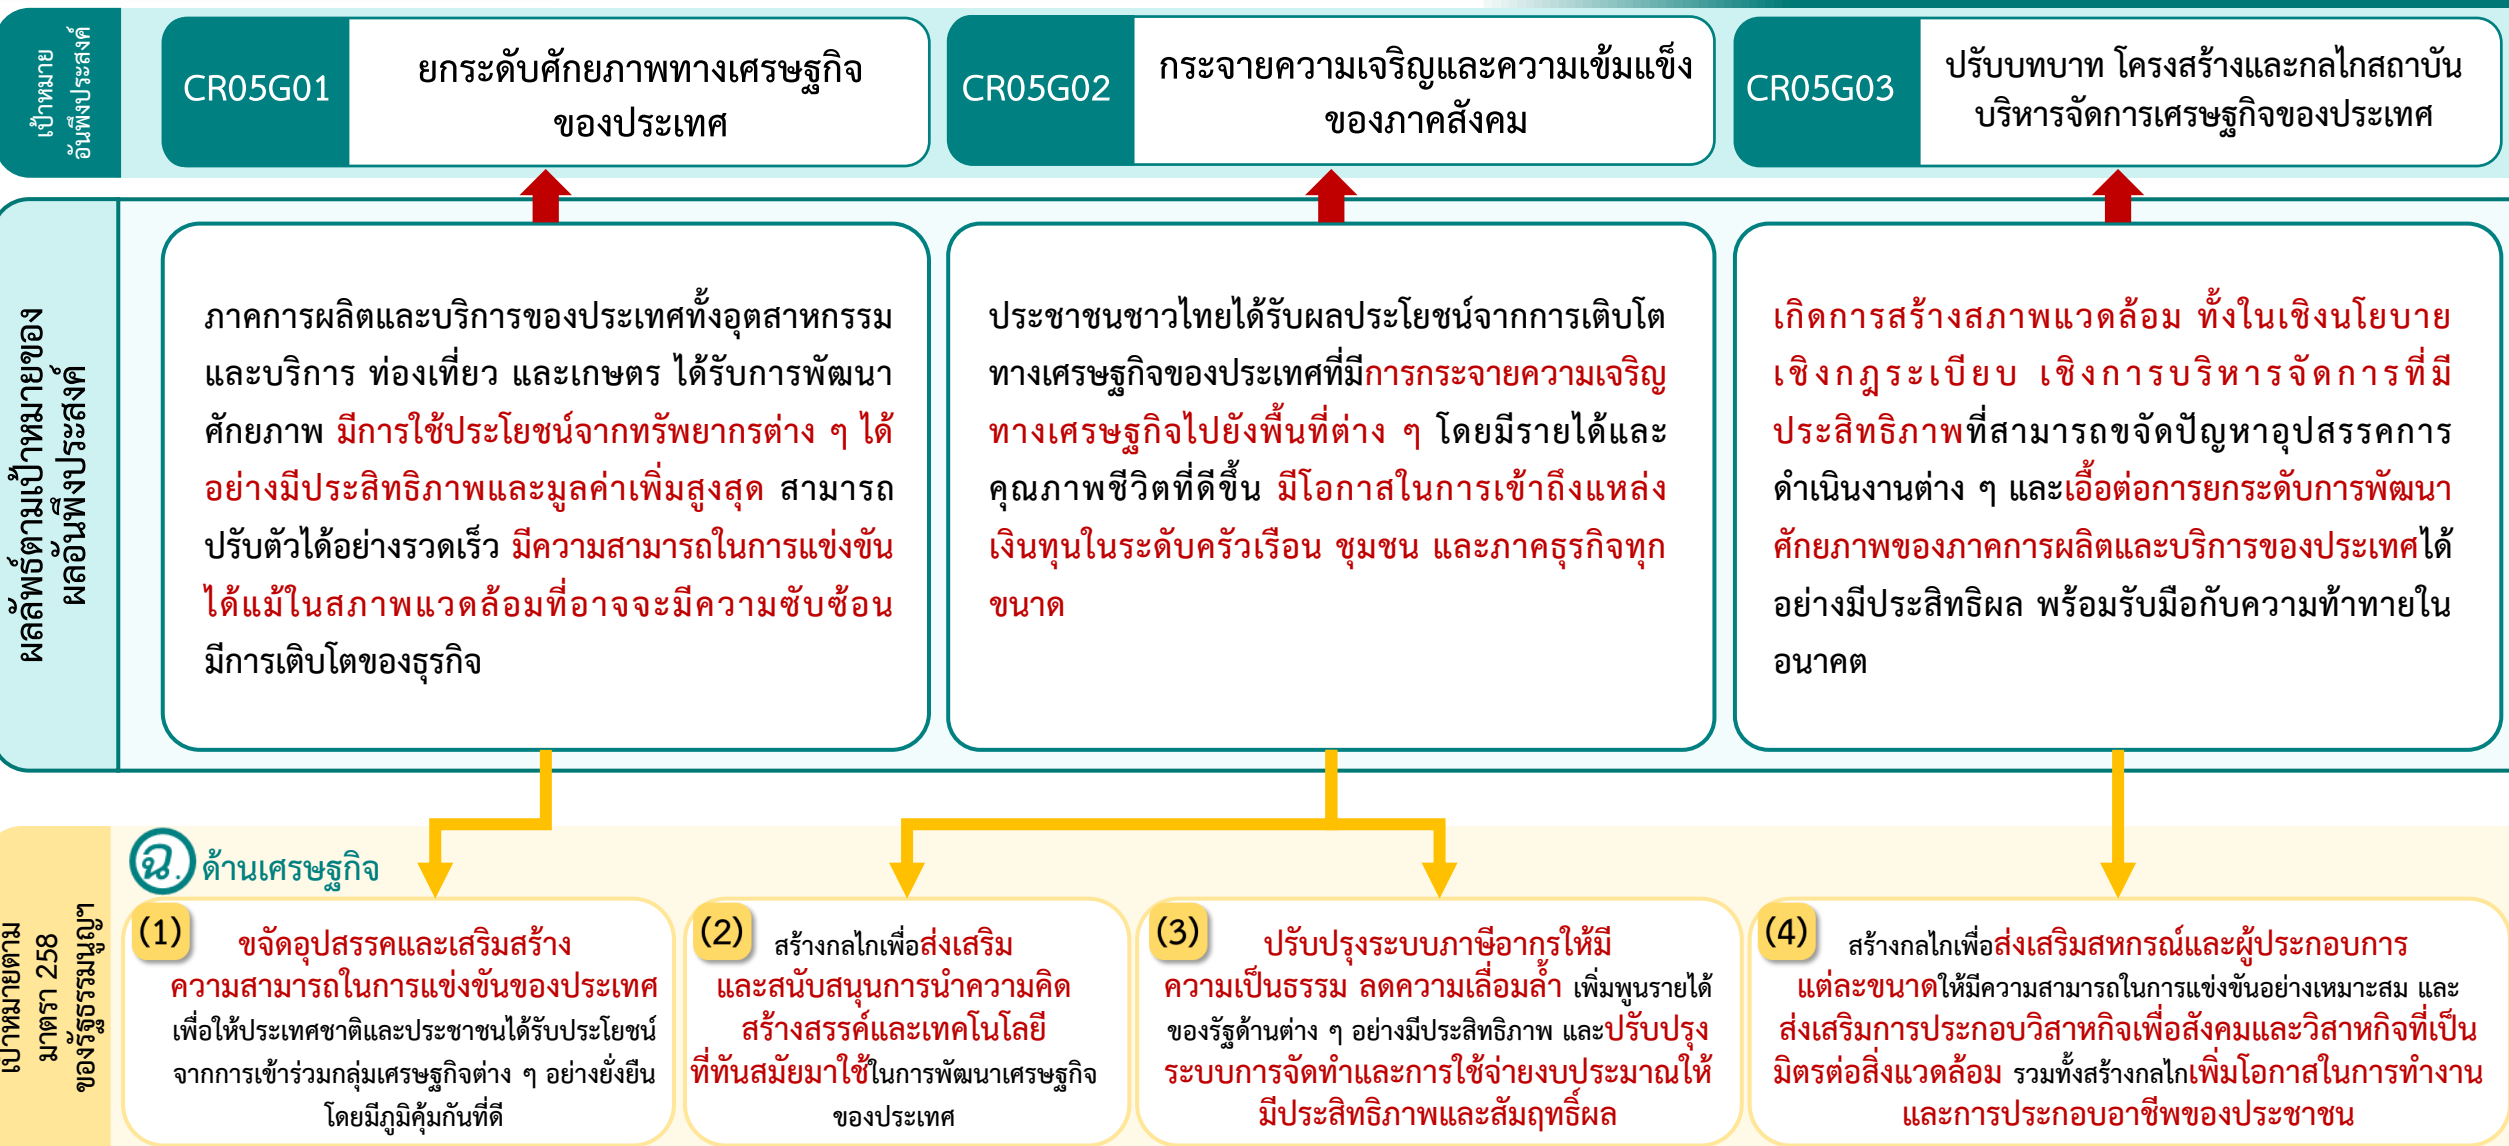 เป้าหมาย
อันพึงประสงค์
CR05G01
ยกระดับศักยภาพทางเศรษฐกิจ
ของประเทศ
CR05G02
กระจายความเจริญและความเข้มแข็ง
ของภาคสังคม
CR05G03
ปรับบทบาท โครงสร้างและกลไกสถาบัน
บริหารจัดการเศรษฐกิจของประเทศ
ผลลัพธ์ตามเป้าหมายของ
ผลอันพึงประสงค์
ภาคการผลิตและบริการของประเทศทั้งอุตสาหกรรม
และบริการ ท่องเที่ยว และเกษตร ได้รับการพัฒนา
ศักยภาพ มีการใช้ประโยชน์จากทรัพยากรต่าง ๆ ได้
อย่างมีประสิทธิภาพและมูลค่าเพิ่มสูงสุด สามารถ
ปรับตัวได้อย่างรวดเร็ว มีความสามารถในการแข่งขัน
ได้แม้ในสภาพแวดล้อมที่อาจจะมีความซับซ้อน
มีการเติบโตของธุรกิจ
ประชาชนชาวไทยได้รับผลประโยชน์จากการเติบโต
ทางเศรษฐกิจของประเทศที่มีการกระจายความเจริญ
ทางเศรษฐกิจไปยังพื้นที่ต่าง ๆ โดยมีรายได้และ
คุณภาพชีวิตที่ดีขึ้น มีโอกาสในการเข้าถึงแหล่ง
เงินทุนในระดับครัวเรือน ชุมชน และภาคธุรกิจทุก
ขนาด
เกิดการสร้างสภาพแวดล้อม ทั้งในเชิงนโยบาย
เชิงกฎระเบียบ เชิงการบริหารจัดการที่มี
ประสิทธิภาพที่สามารถขจัดปัญหาอุปสรรคการ
ดำเนินงานต่าง ๆ และเอื้อต่อการยกระดับการพัฒนา
ศักยภาพของภาคการผลิตและบริการของประเทศได้
อย่างมีประสิทธิผล พร้อมรับมือกับความท้าทายใน
อนาคต
เป้าหมายตาม
มาตรา 258
ของรัฐธรรมนูญฯ
ฉ. ด้านเศรษฐกิจ
(1)
ขจัดอุปสรรคและเสริมสร้าง
ความสามารถในการแข่งขันของประเทศ
เพื่อให้ประเทศชาติและประชาชนได้รับประโยชน์
จากการเข้าร่วมกลุ่มเศรษฐกิจต่าง ๆ อย่างยั่งยืน
โดยมีภูมิคุ้มกันที่ดี
(2)
สร้างกลไกเพื่อส่งเสริม
และสนับสนุนการนำความคิด
สร้างสรรค์และเทคโนโลยี
ที่ทันสมัยมาใช้ในการพัฒนาเศรษฐกิจ
ของประเทศ
(3)
ปรับปรุงระบบภาษีอากรให้มี
ความเป็นธรรม ลดความเลื่อมล้ำ เพิ่มพูนรายได้
ของรัฐด้านต่าง ๆ อย่างมีประสิทธิภาพ และปรับปรุง
ระบบการจัดทำและการใช้จ่ายงบประมาณให้
มีประสิทธิภาพและสัมฤทธิ์ผล
(4)
สร้างกลไกเพื่อส่งเสริมสหกรณ์และผู้ประกอบการ
แต่ละขนาดให้มีความสามารถในการแข่งขันอย่างเหมาะสม และ
ส่งเสริมการประกอบวิสาหกิจเพื่อสังคมและวิสาหกิจที่เป็น
มิตรต่อสิ่งแวดล้อม รวมทั้งสร้างกลไกเพิ่มโอกาสในการทำงาน
และการประกอบอาชีพของประชาชน